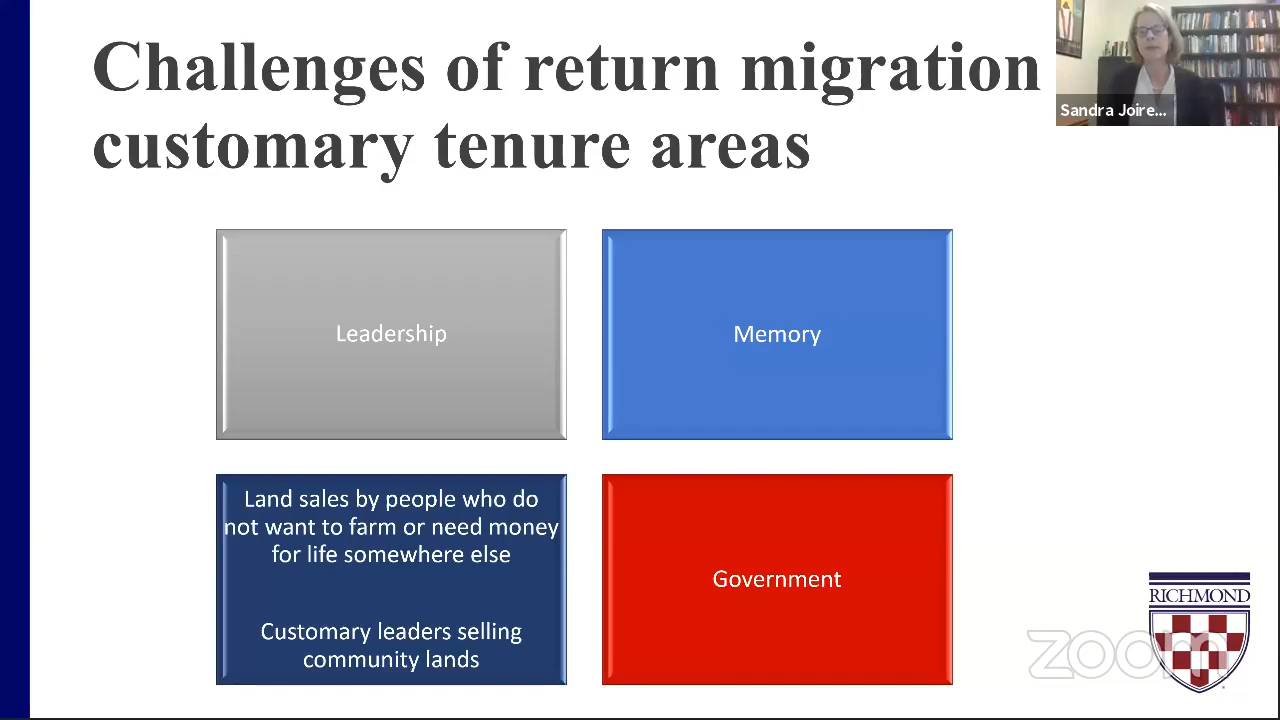 Challenges of return migration
customary tenure areas
Sandra Joire...
Leadership
Memory
Land sales by people who do
not want to farm or need money
for life somewhere else
Customary leaders selling
community lands
Government
RICHMOND
zoom